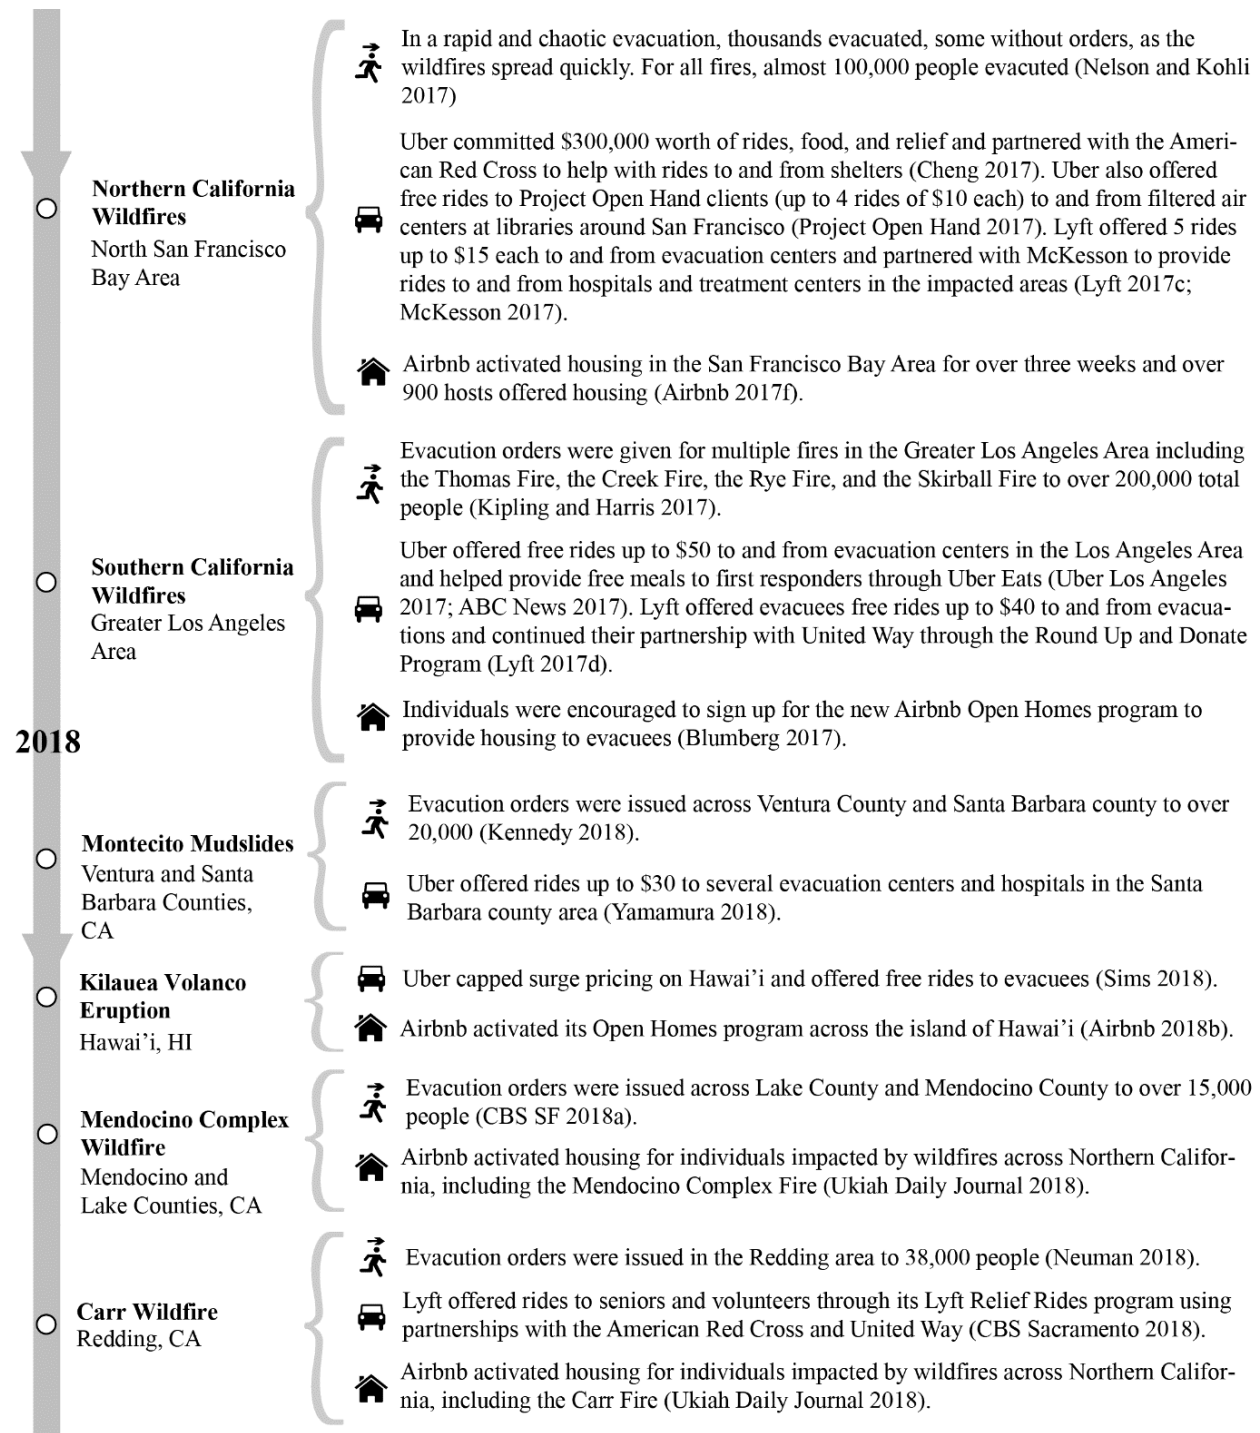 In a rapid and chaotic evacuation, thousands evacuated, some without orders, as the
wildfires spread quickly. For all fires, almost 100,000 people evacuted (Nelson and Kohli
2017)
Northern California
Wildfires
North San Francisco
Bay Area
Uber committed $300,000 worth of rides, food, and relief and partnered with the Ameri-
can Red Cross to help with rides to and from shelters (Cheng 2017). Uber also offered
free rides to Project Open Hand clients (up to 4 rides of $10 each) to and from filtered air
centers at libraries around San Francisco (Project Open Hand 2017). Lyft offered 5 rides
up to $15 each to and from evacuation centers and partnered with McKesson to provide
rides to and from hospitals and treatment centers in the impacted areas (Lyft 2017c;
McKesson 2017).
Airbnb activated housing in the San Francisco Bay Area for over three weeks and over
900 hosts offered housing (Airbnb 2017f).
Evacution orders were given for multiple fires in the Greater Los Angeles Area including
the Thomas Fire, the Creek Fire, the Rye Fire, and the Skirball Fire to over 200,000 total
people (Kipling and Harris 2017).
Southern California
Wildfires
Greater Los Angeles
Area
Uber offered free rides up to $50 to and from evacuation centers in the Los Angeles Area
and helped provide free meals to first responders through Uber Eats (Uber Los Angeles
2017; ABC News 2017). Lyft offered evacuees free rides up to $40 to and from evacua-
tions and continued their partnership with United Way through the Round Up and Donate
Program (Lyft 2017d).
Individuals were encouraged to sign up for the new Airbnb Open Homes program to
provide housing to evacuees (Blumberg 2017).
2018
Evacution orders were issued across Ventura County and Santa Barbara county to over
20,000 (Kennedy 2018).
Montecito Mudslides
Ventura and Santa
Barbara Counties,
CA
Uber offered rides up to $30 to several evacuation centers and hospitals in the Santa
Barbara county area (Yamamura 2018).
Kilauea Volanco
Eruption
Hawai'i, HI
Uber capped surge pricing on Hawai'i and offered free rides to evacuees (Sims 2018).
Airbnb activated its Open Homes program across the island of Hawai'i (Airbnb 2018b).
Evacution orders were issued across Lake County and Mendocino County to over 15,000
people (CBS SF 2018a).
Mendocino Complex
Wildfire
Mendocino and
Lake Counties, CA
Airbnb activated housing for individuals impacted by wildfires across Northern Califor-
nia, including the Mendocino Complex Fire (Ukiah Daily Journal 2018).
Evacution orders were issued in the Redding area to 38,000 people (Neuman 2018).
Carr Wildfire
Redding, CA
Lyft offered rides to seniors and volunteers through its Lyft Relief Rides program using
partnerships with the American Red Cross and United Way (CBS Sacramento 2018).
Airbnb activated housing for individuals impacted by wildfires across Northern Califor-
nia, including the Carr Fire (Ukiah Daily Journal 2018).